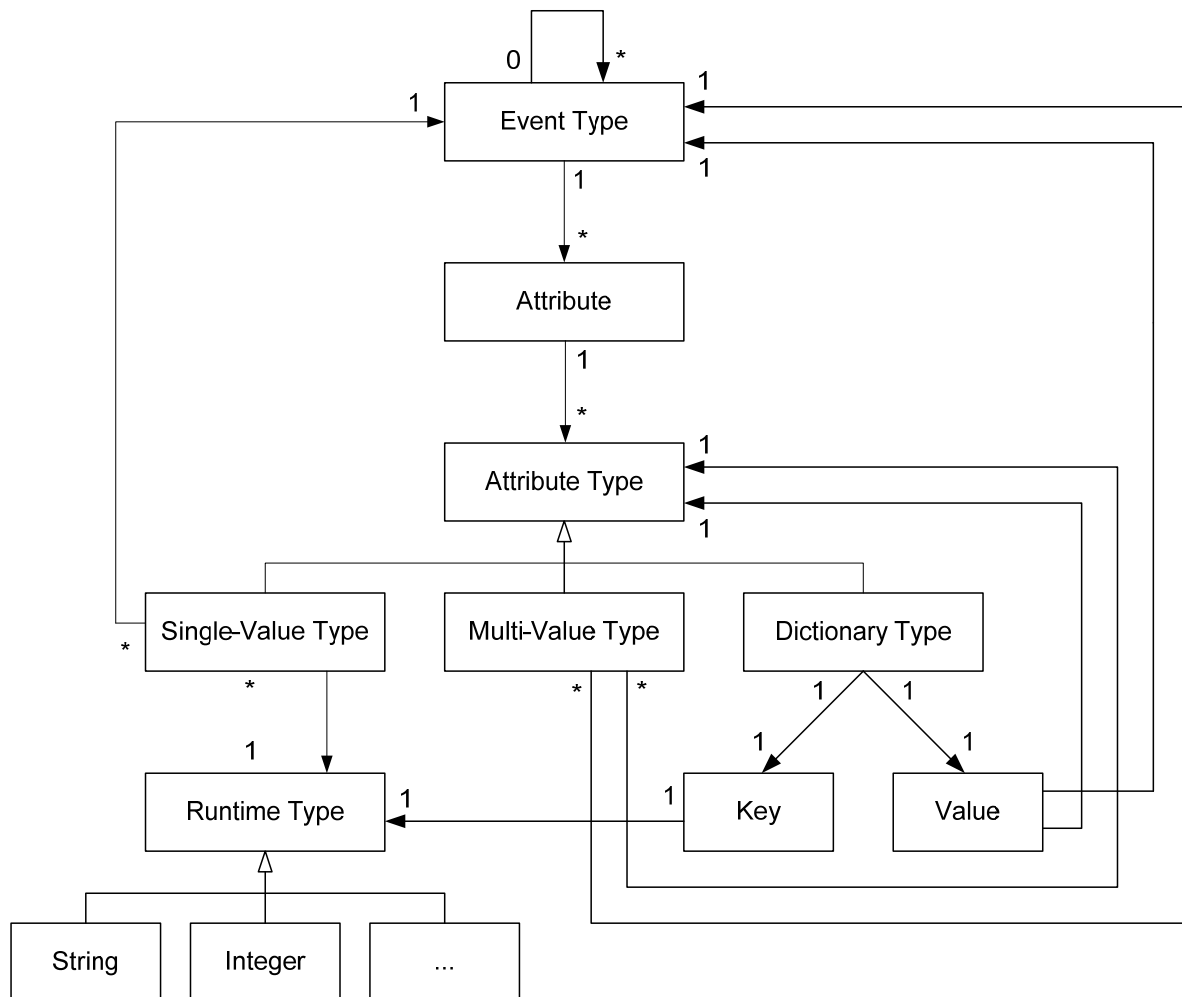 0
*
1
1
Event Type
1
1
*
Attribute
1
*
1
Attribute Type
1
Single-Value Type
Multi-Value Type
Dictionary Type
*
*
*
*
1
1
1
1
1
Runtime Type
1
1
Key
Value
String
Integer
...